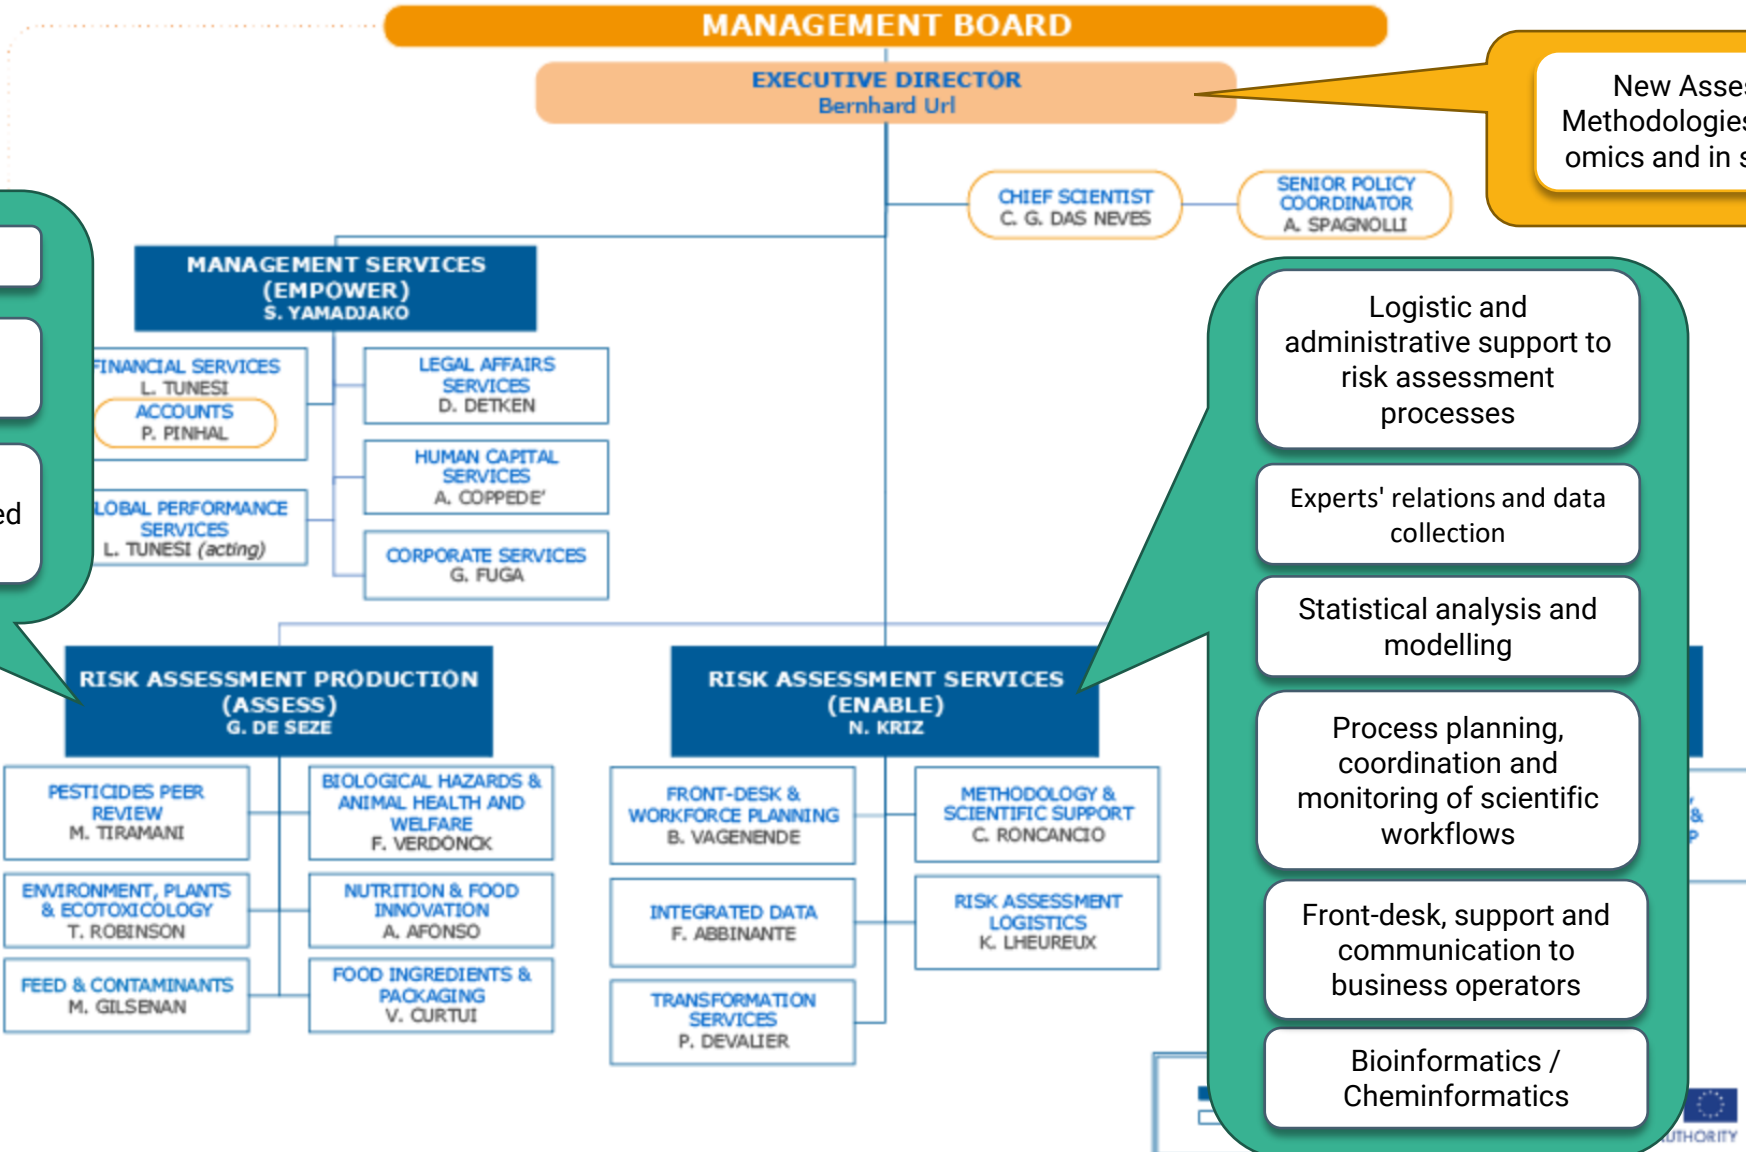 MANAGEMENT BOARD
EXECUTIVE DIRECTOR
Bernhard Url
New
Methodologies
omics and in
CHIEF SCIENTIST
C. G. DAS NEVES
SENIOR POLICY
COORDINATOR
A. SPAGNOLLI
MANAGEMENT SERVICES
(EMPOWER)
S. YAMADJAKO
FINANCIAL SERVICES
L. TUNESI
ACCOUNTS
P. PINHAL
LEGAL AFFAIRS
SERVICES
D. DETKEN
HUMAN CAPITAL
SERVICES
A. COPPEDE'
LOBAL PERFORMANCE
SERVICES
L. TUNESI (acting)
CORPORATE SERVICES
G. FUGA
ed
RISK ASSESSMENT PRODUCTION
(ASSESS)
G. DE SEZE
PESTICIDES PEER
REVIEW
M. TIRAMANI
BIOLOGICAL HAZARDS &
ANIMAL HEALTH AND
WELFARE
F. VERDONCK
ENVIRONMENT, PLANTS
& ECOTOXICOLOGY
T. ROBINSON
NUTRITION & FOOD
INNOVATION
A. AFONSO
FEED & CONTAMINANTS
M. GILSENAN
FOOD INGREDIENTS &
PACKAGING
V. CURTUI
RISK ASSESSMENT SERVICES
(ENABLE)
N. KRIZ
FRONT-DESK &
WORKFORCE PLANNING
B. VAGENENDE
METHODOLOGY &
SCIENTIFIC SUPPORT
C. RONCANCIO
INTEGRATED DATA
F. ABBINANTE
RISK ASSESSMENT
LOGISTICS
K. LHEUREUX
TRANSFORMATION
SERVICES
P. DEVALIER
Logistic and
administrative support to
risk assessment
processes
Experts' relations and data
collection
Statistical analysis and
modelling
Process planning,
coordination and
monitoring of scientific
workflows
Front-desk, support and
communication to
business operators
Bioinformatics /
Cheminformatics
&
UTHORITY